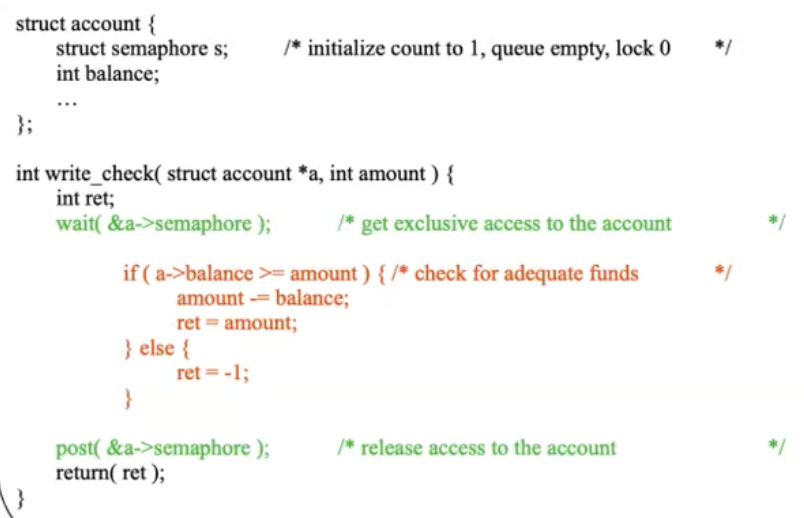 struct account {
struct semaphore s; /* initialize count to 1, queue empty, lock 0 */
int balance;
...
};
int write_check( struct account *a, int amount ) {
int ret;
wait( &a->semaphore ); /* get exclusive access to the account */
if ( a->balance >= amount ) { /* check for adequate funds */
amount -= balance;
ret = amount;
} else {
ret = -1;
}
post( &a->semaphore ); /* release access to the account */
return( ret );
}